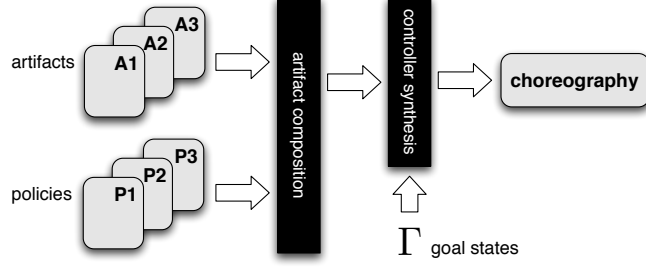 artifacts
A1
A2
A3
policies
P1
P2
P3
artifact composition
controller synthesis
choreography
Γ goal states